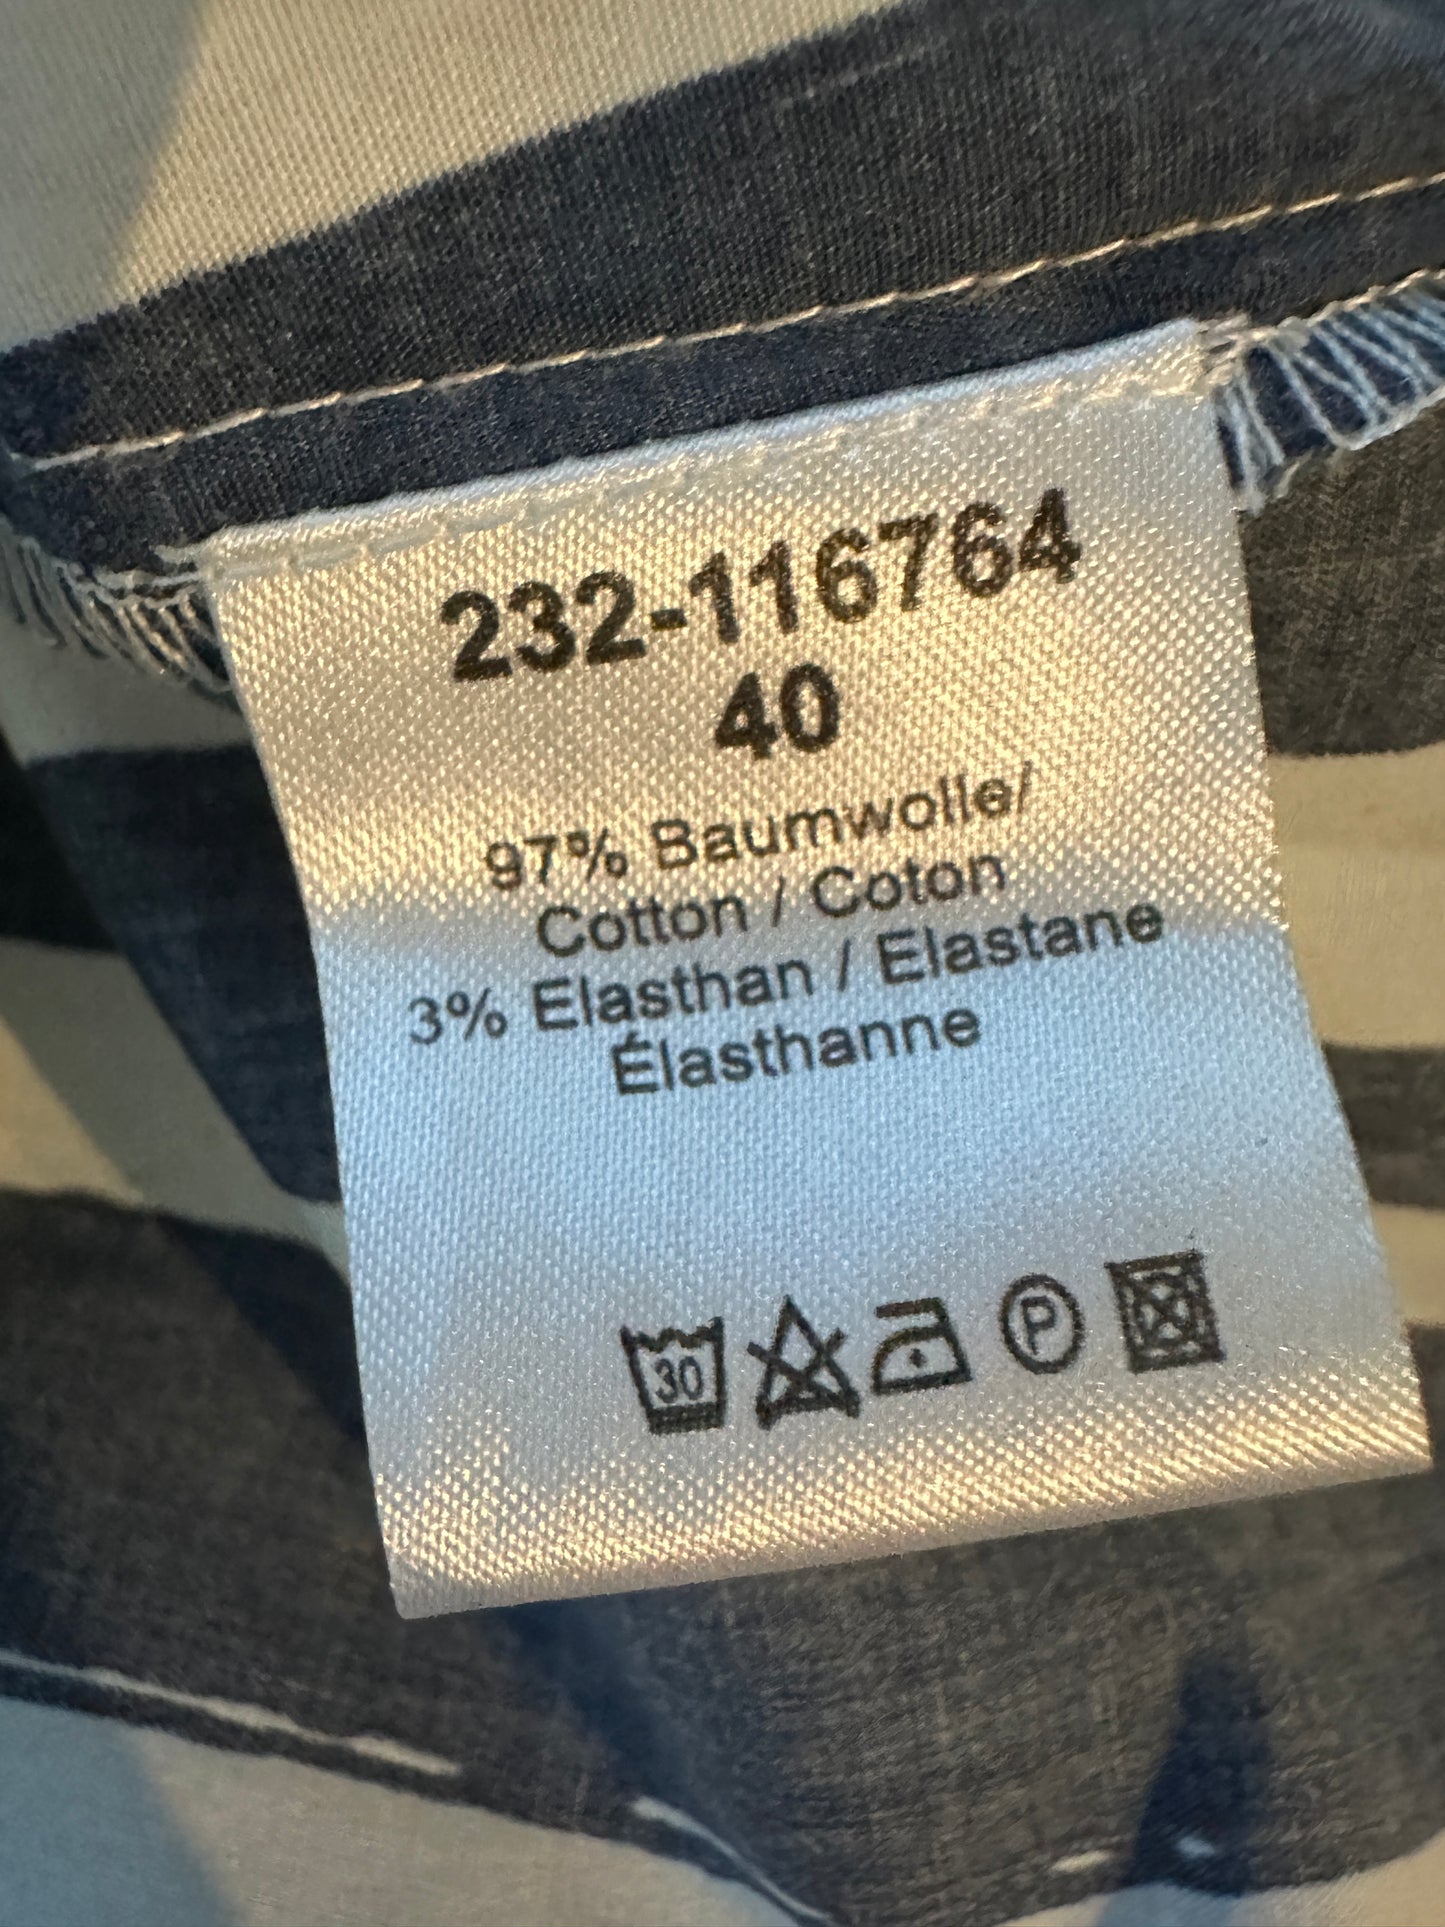 232-116764
40
97% Baumwolle/
Cotton / Coton
3% Elasthan / Elastane
Élasthanne
30
P